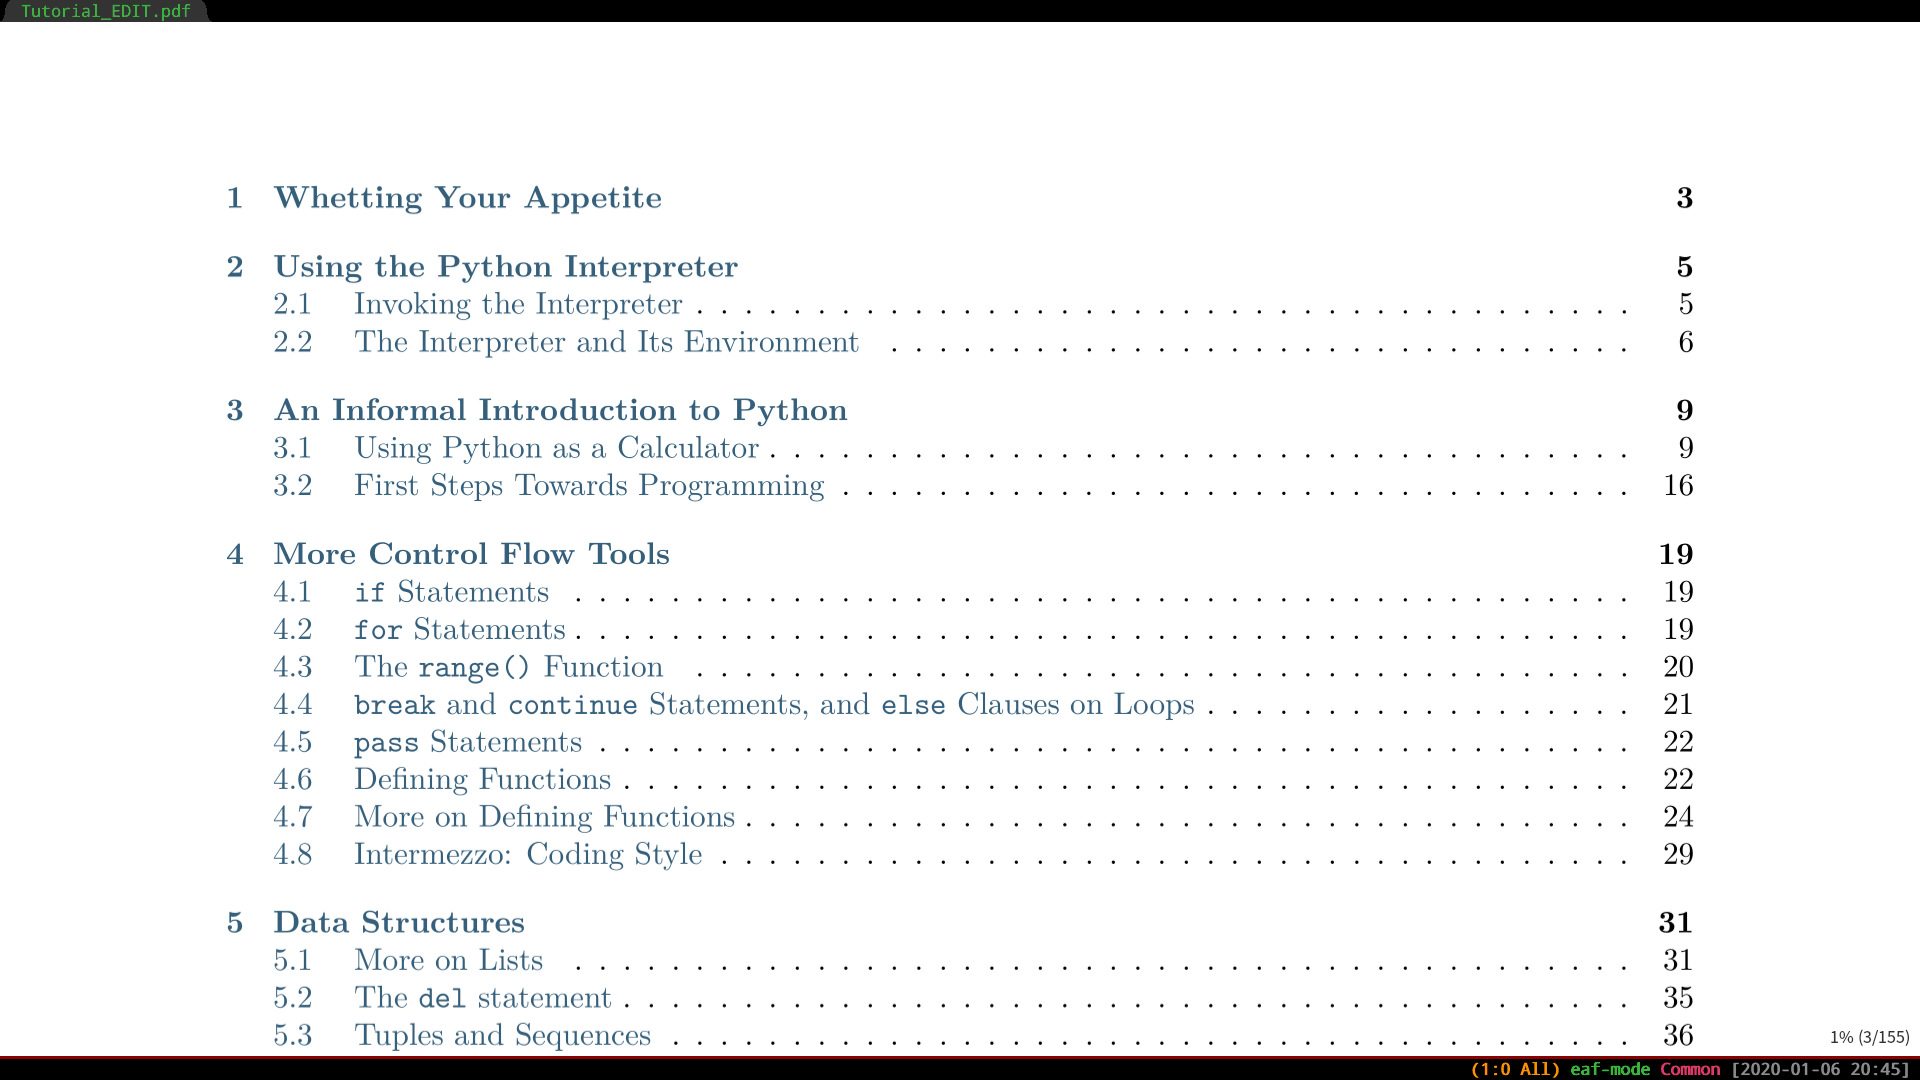 Tutorial_EDIT.pdf
1 Whetting Your Appetite 3
2 Using the Python Interpreter 5
2.1 Invoking the Interpreter . . . . . . . . . . . . . . . . . . . . . . . . . . . . . . . . . . . . . . . 5
2.2 The Interpreter and Its Environment . . . . . . . . . . . . . . . . . . . . . . . . . . . . . . . 6
3 An Informal Introduction to Python 9
3.1 Using Python as a Calculator . . . . . . . . . . . . . . . . . . . . . . . . . . . . . . . . . . . . 9
3.2 First Steps Towards Programming . . . . . . . . . . . . . . . . . . . . . . . . . . . . . . . . . 16
4 More Control Flow Tools 19
4.1 if Statements . . . . . . . . . . . . . . . . . . . . . . . . . . . . . . . . . . . . . . . . . . . . 19
4.2 for Statements . . . . . . . . . . . . . . . . . . . . . . . . . . . . . . . . . . . . . . . . . . . . 19
4.3 The range() Function . . . . . . . . . . . . . . . . . . . . . . . . . . . . . . . . . . . . . . . 20
4.4 break and continue Statements, and else Clauses on Loops . . . . . . . . . . . . . . . . . . 21
4.5 pass Statements . . . . . . . . . . . . . . . . . . . . . . . . . . . . . . . . . . . . . . . . . . . 22
4.6 Defining Functions . . . . . . . . . . . . . . . . . . . . . . . . . . . . . . . . . . . . . . . . . . 22
4.7 More on Defining Functions . . . . . . . . . . . . . . . . . . . . . . . . . . . . . . . . . . . . . 24
4.8 Intermezzo: Coding Style . . . . . . . . . . . . . . . . . . . . . . . . . . . . . . . . . . . . . . 29
5 Data Structures 31
5.1 More on Lists . . . . . . . . . . . . . . . . . . . . . . . . . . . . . . . . . . . . . . . . . . . . 31
5.2 The del statement . . . . . . . . . . . . . . . . . . . . . . . . . . . . . . . . . . . . . . . . . . 35
5.3 Tuples and Sequences . . . . . . . . . . . . . . . . . . . . . . . . . . . . . . . . . . . . . . . . 36
1% (3/155)
(1:0 All) eaf-mode Common [2020-01-06 20:45]